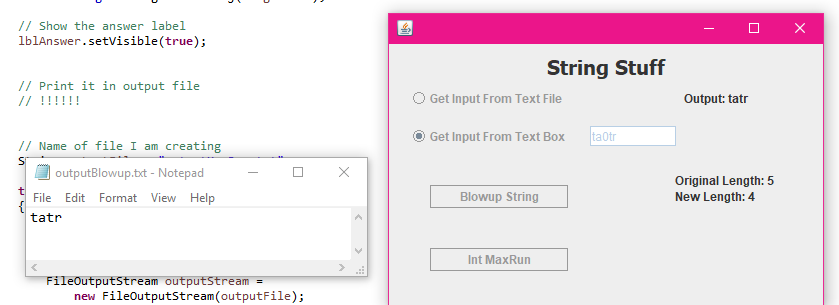 // Show the answer label
lblAnswer.setVisible(true);
// Print it in output file
// !!!!!!
// Name of file I am creating
outputBlowup.txt - Notepad
File Edit Format View Help
tatr
FileOutputStream outputStream =
new FileOutputStream(outputFile);
String Stuff
Get Input From Text File
Output: tatr
Get Input From Text Box
ta0tr
Original Length: 5
New Length: 4
Blowup String
Int MaxRun